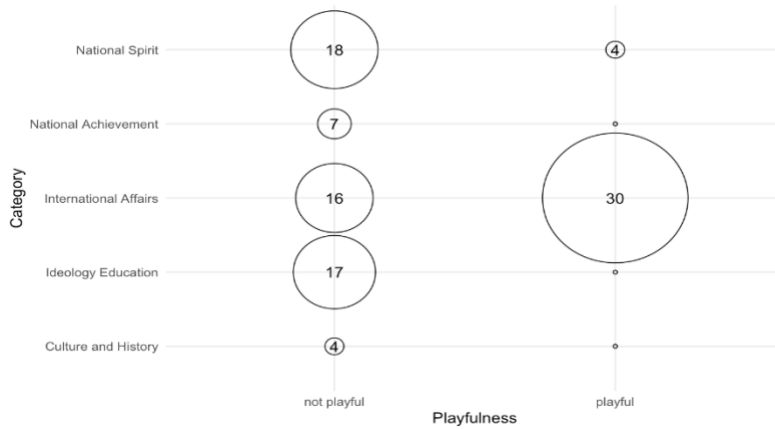 National Spirit
18
4
National Achievement
7
International Affairs
16
30
Ideology Education
17
Culture and History
4
Category
not playful
playful
Playfulness